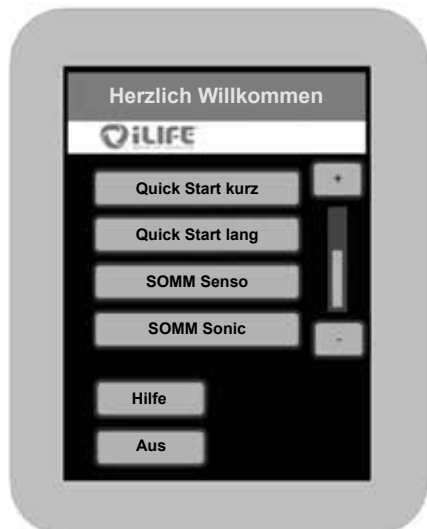 Herzlich Willkommen
iLIFE
Quick Start kurz
+
Quick Start lang
SOMM Senso
SOMM Sonic
-
Hilfe
Aus